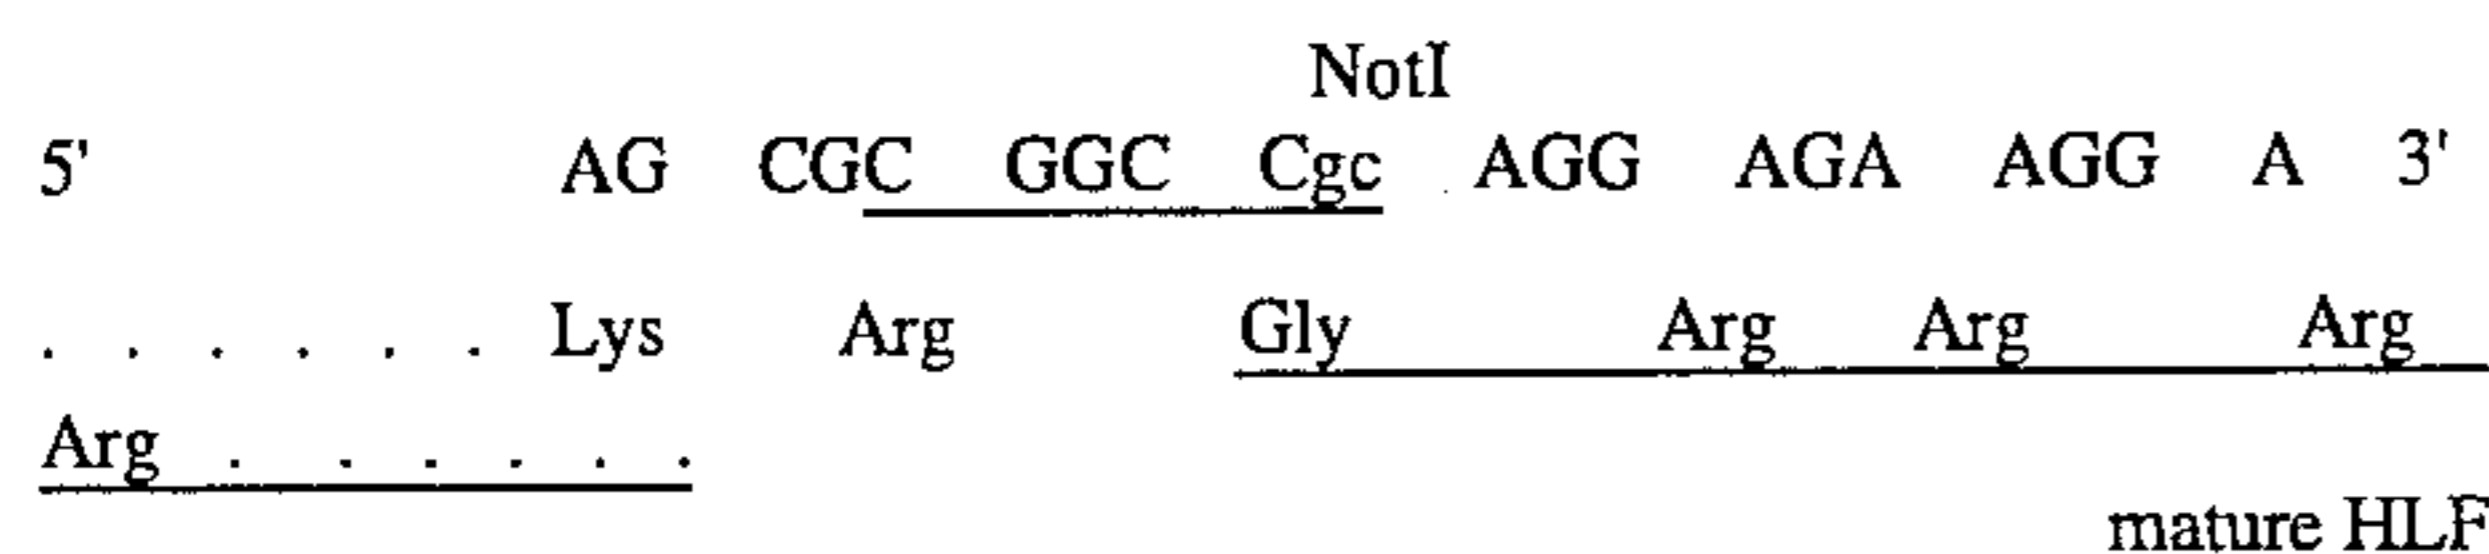 NotI
5' AG CGC GGC Cgc AGG AGA AGG A 3'
. . . . . . Lys Arg Gly Arg Arg Arg
Arg . . . . . .
mature HLF